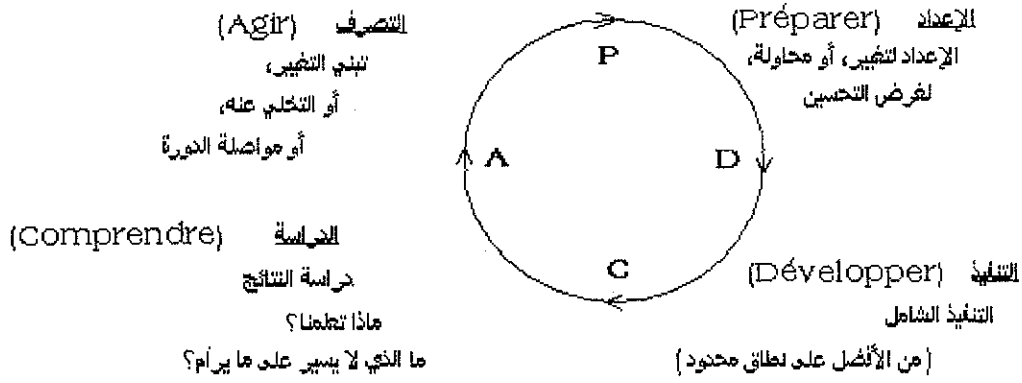 الإعداد (Préparer)
الإعداد لتغيير، أو محاولة،
لغرض التحسين
التنفيذ (Développer)
التنفيذ الشامل
(من الأفضل على نطاق محدود)
الدراسة (Comprendre)
دراسة النتائج
ماذا تعلمنا؟
ما الذي لا يسير على ما يرام؟
التصرف (Agir)
تبني التغيير،
أو التخلي عنه،
أو مواصلة الدورة
P
D
C
A